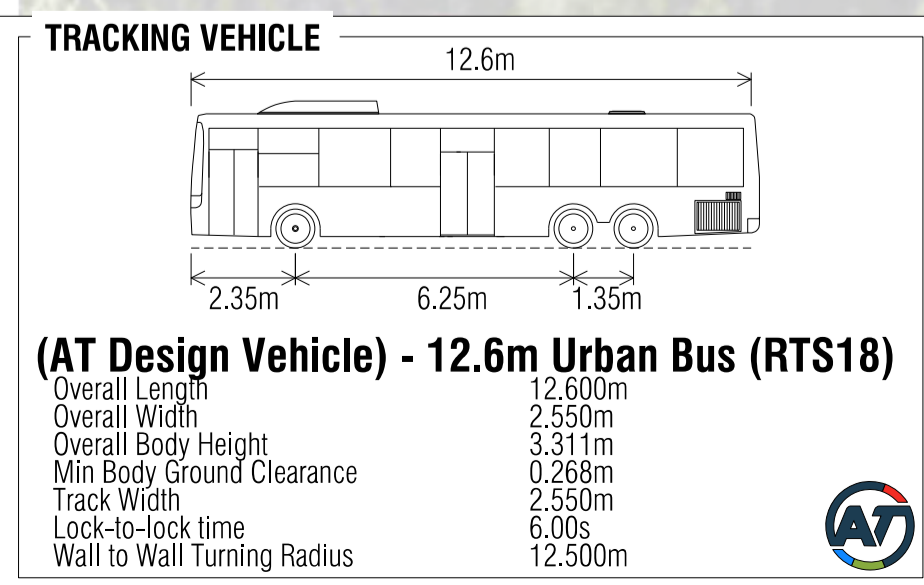 TRACKING VEHICLE
12.6m
2.35m 6.25m 1.35m
(AT Design Vehicle) - 12.6m Urban Bus (RTS18)
Overall Length 12.600m
Overall Width 2.550m
Overall Body Height 3.311m
Min Body Ground Clearance 0.268m
Track Width 2.550m
Lock-to-lock time 6.00s
Wall to Wall Turning Radius 12.500m
AT